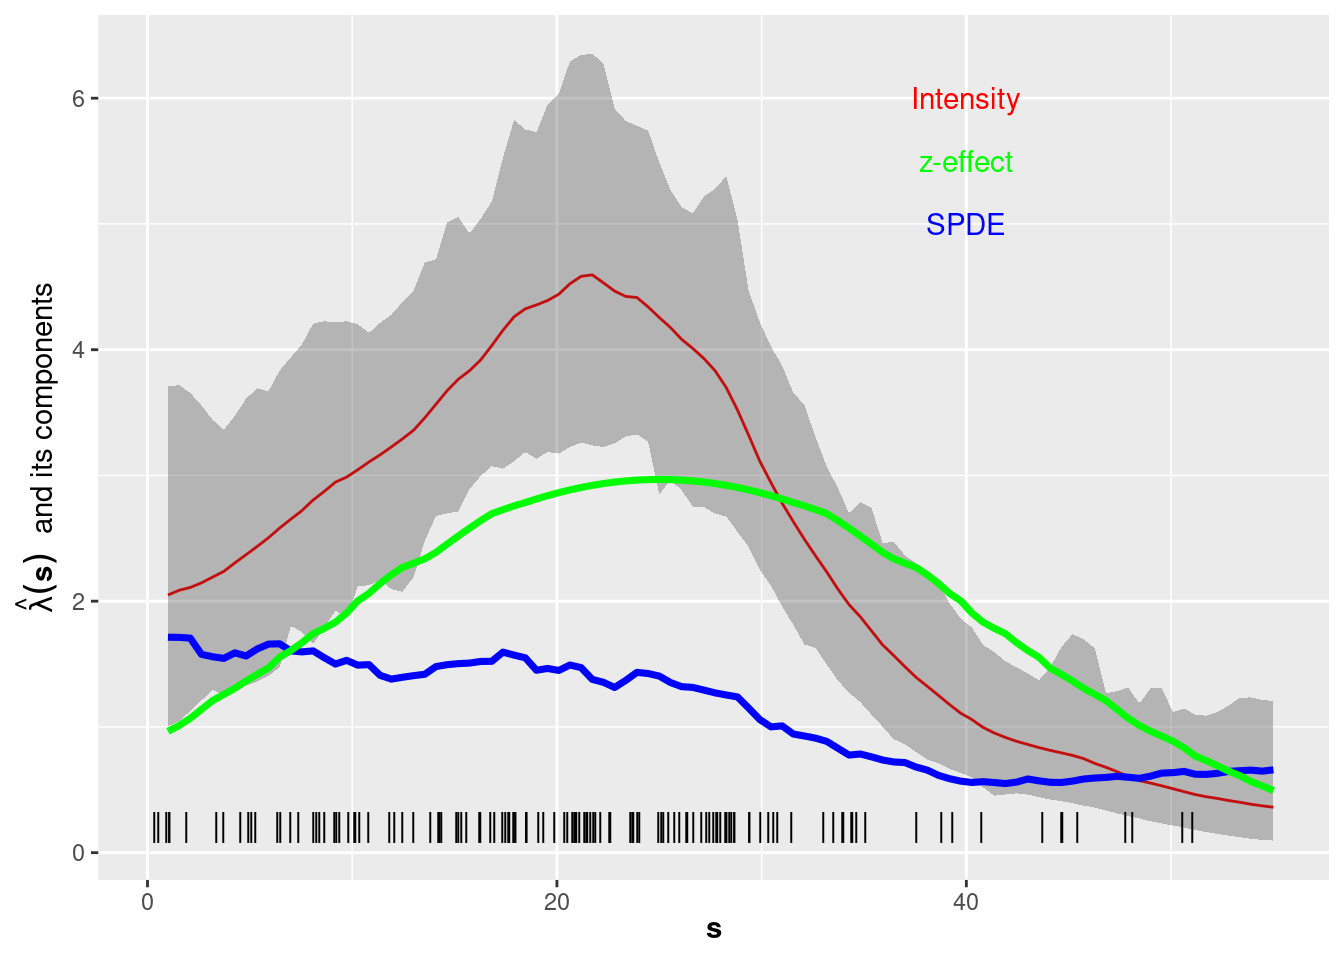 Intensity
z-effect
SPDE
6
4
2
0
λ̂(s) and its components
0 20 40
s